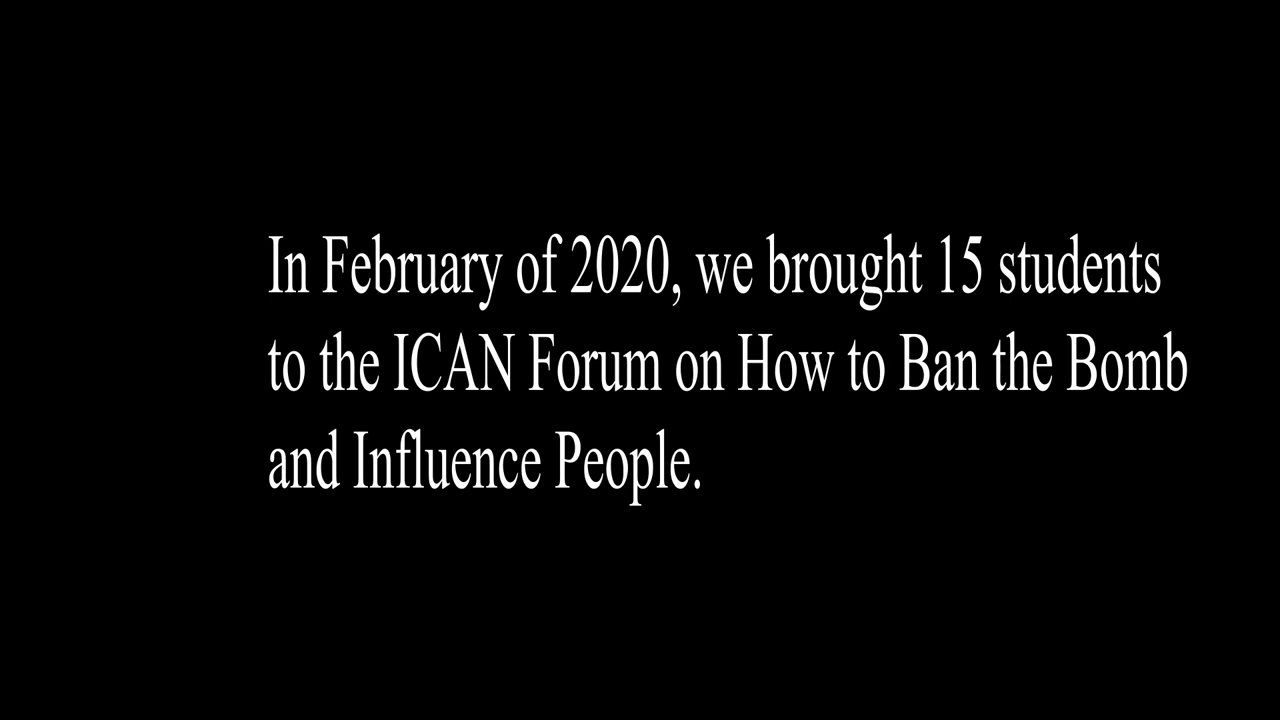 In February of 2020, we brought 15 students
to the ICAN Forum on How to Ban the Bomb
and Influence People.